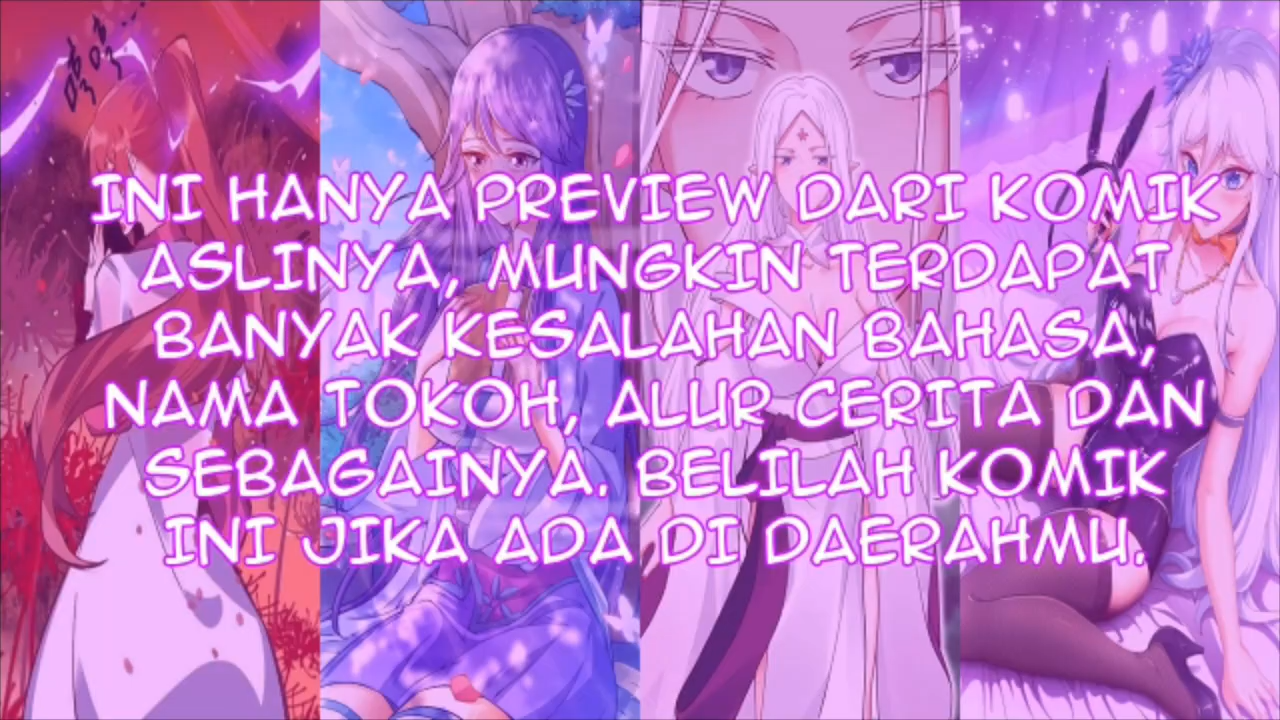 INI HANYA PREVIEW DARI KOMIK
ASLINYA, MUNGKIN TERDAPAT
BANYAK KESALAHAN BAHASA,
NAMA TOKOH, ALUR CERITA DAN
SEBAGAINYA. BELILAH KOMIK
INI JIKA ADA DI DAERAHMU.